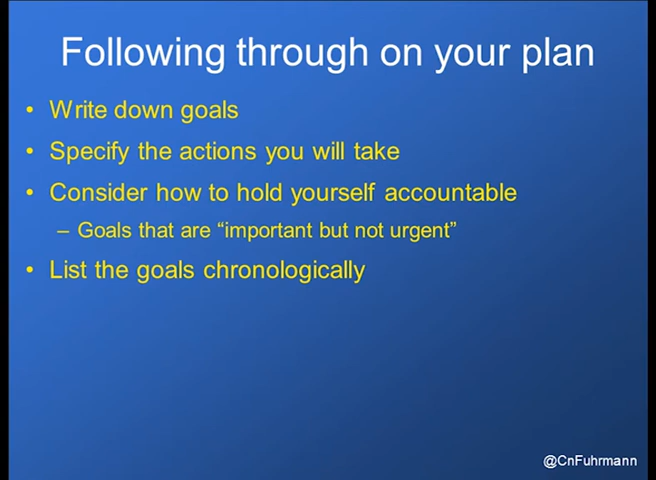 Following through on your plan
• Write down goals
• Specify the actions you will take
• Consider how to hold yourself accountable
– Goals that are “important but not urgent”
• List the goals chronologically
@CnFuhrmann